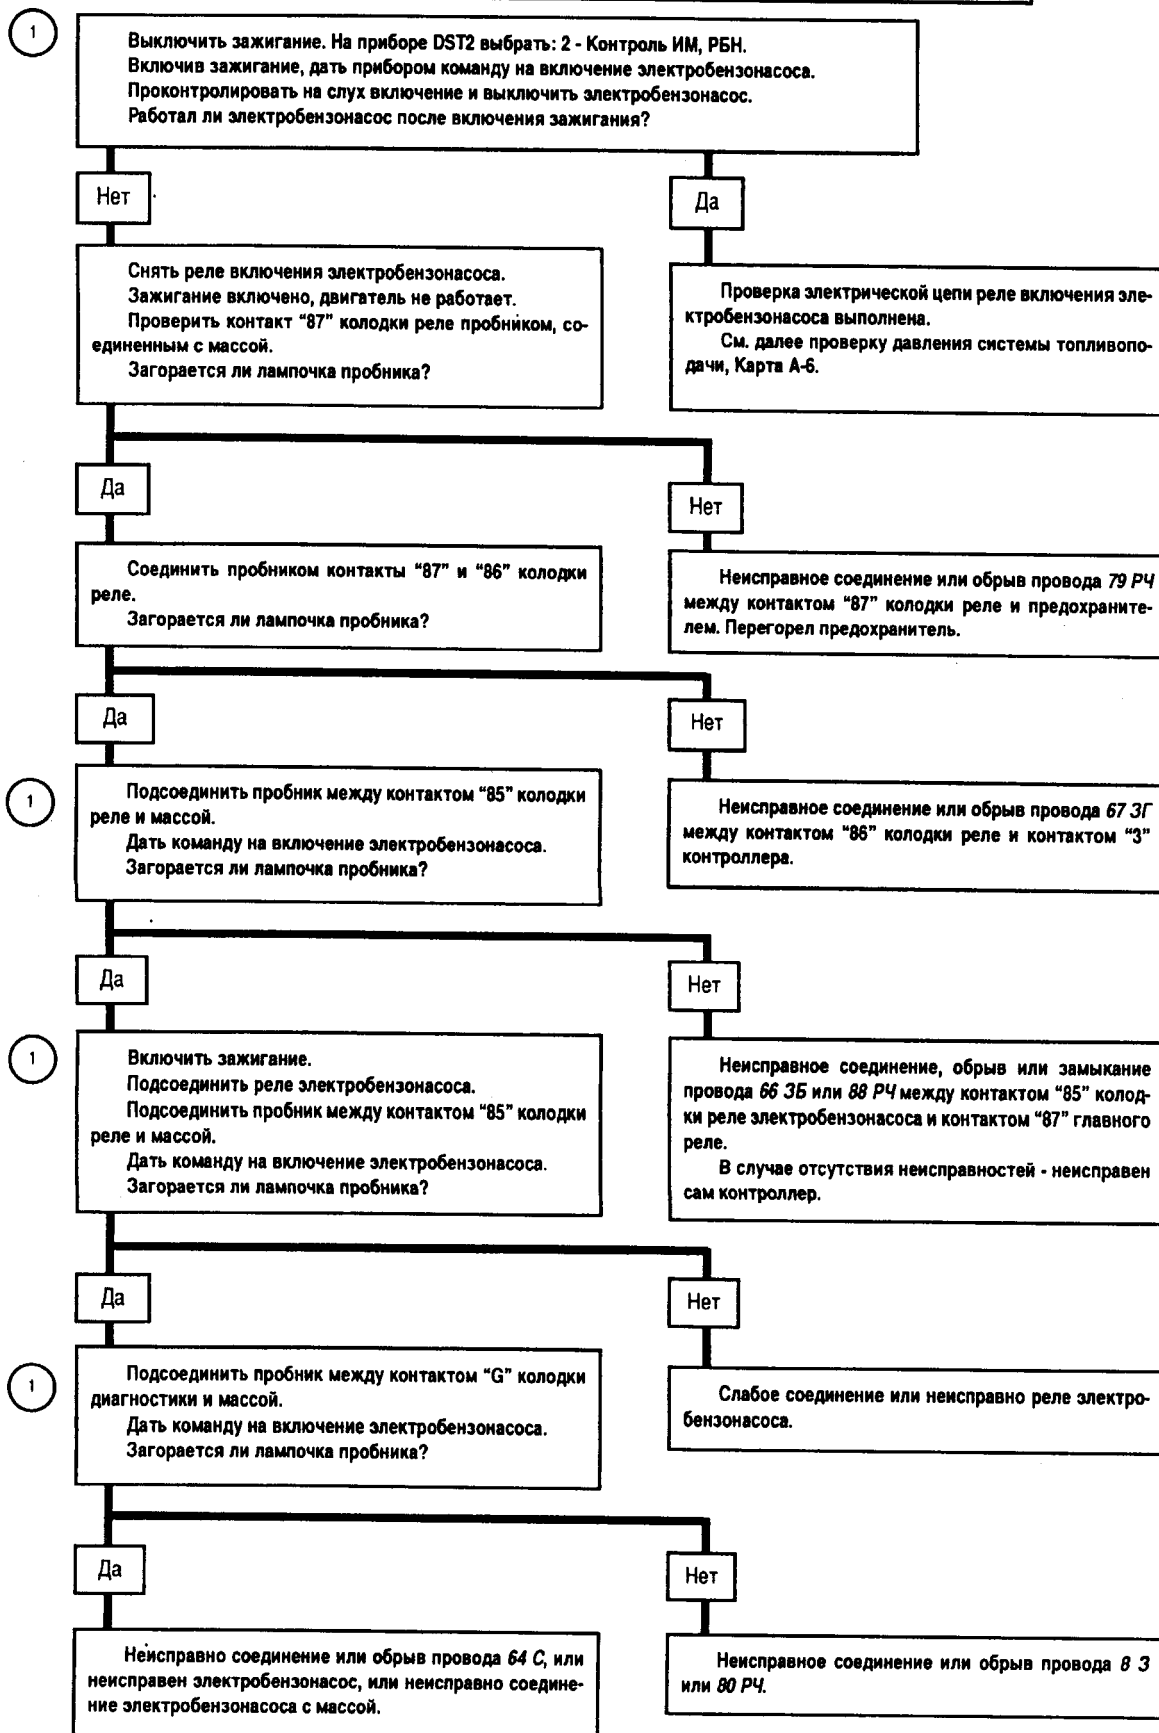 1
Выключить зажигание. На приборе DST2 выбрать: 2 - Контроль ИМ, РБН.
Включив зажигание, дать прибором команду на включение электробензонасоса.
Проконтролировать на слух включение и выключить электробензонасос.
Работал ли электробензонасос после включения зажигания?
Нет
Да
Снять реле включения электробензонасоса.
Зажигание включено, двигатель не работает.
Проверить контакт “87” колодки реле пробником, со-
единенным с массой.
Загорается ли лампочка пробника?
Проверка электрической цепи реле включения эле-
ктробензонасоса выполнена.
См. далее проверку давления системы топливопо-
дачи, Карта А-6.
Да
Нет
Соединить пробником контакты “87” и “86” колодки
реле.
Загорается ли лампочка пробника?
Неисправное соединение или обрыв провода 79 РЧ
между контактом “87” колодки реле и предохраните-
лем. Перегорел предохранитель.
Да
Нет
1
Подсоединить пробник между контактом “85” колодки
реле и массой.
Дать команду на включение электробензонасоса.
Загорается ли лампочка пробника?
Неисправное соединение или обрыв провода 67 ЗГ
между контактом “86” колодки реле и контактом “3”
контроллера.
Да
Нет
1
Включить зажигание.
Подсоединить реле электробензонасоса.
Подсоединить пробник между контактом “85” колодки
реле и массой.
Дать команду на включение электробензонасоса.
Загорается ли лампочка пробника?
Неисправное соединение, обрыв или замыкание
провода 66 ЗБ или 88 РЧ между контактом “85” колод-
ки реле электробензонасоса и контактом “87” главного
реле.
В случае отсутствия неисправностей - неисправен
сам контроллер.
Да
Нет
1
Подсоединить пробник между контактом “G” колодки
диагностики и массой.
Дать команду на включение электробензонасоса.
Загорается ли лампочка пробника?
Слабое соединение или неисправно реле электро-
бензонасоса.
Да
Нет
Неисправно соединение или обрыв провода 64 С, или
неисправен электробензонасос, или неисправно соедине-
ние электробензонасоса с массой.
Неисправное соединение или обрыв провода 8 З
или 80 РЧ.